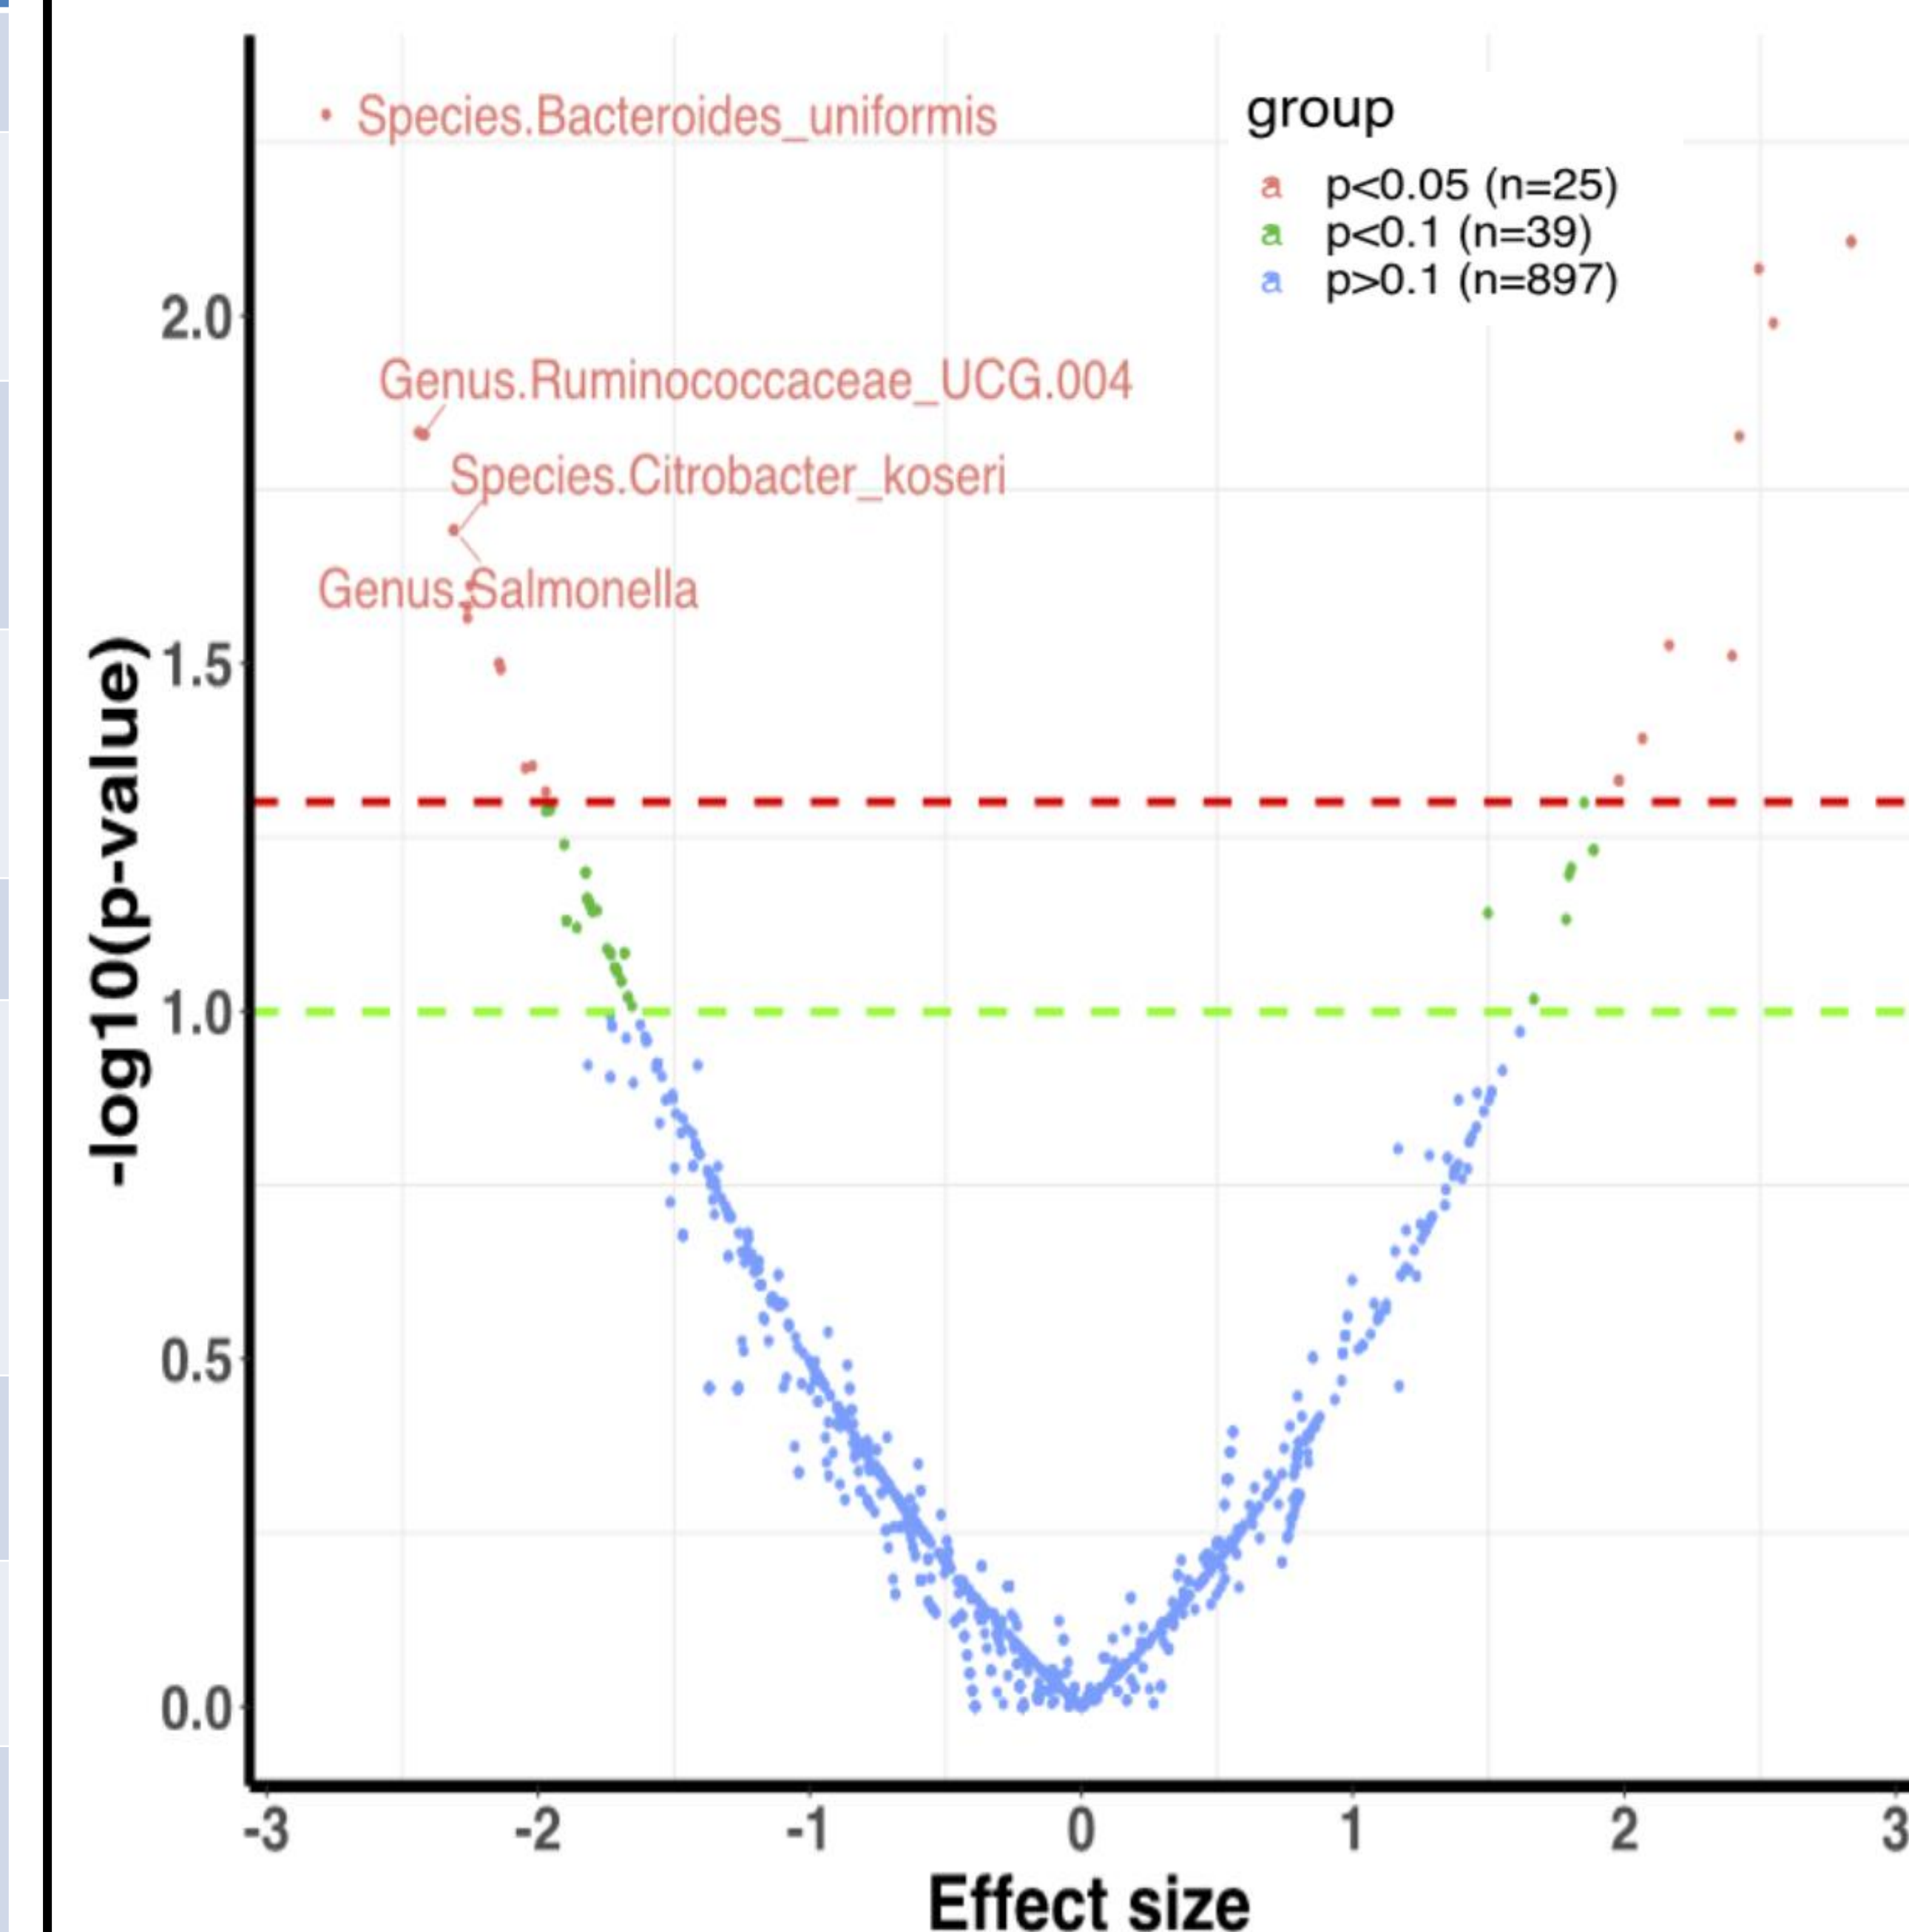 Species.Bacteroides_uniformis
group
a p<0.05 (n=25)
a p<0.1 (n=39)
a p>0.1 (n=897)
2.0
Genus.Ruminococcaceae_UCG.004
Species.Citrobacter_koseri
Genus.Salmonella
1.5
-log10(p-value)
1.0
0.5
0.0
-3 -2 -1 0 1 2 3
Effect size